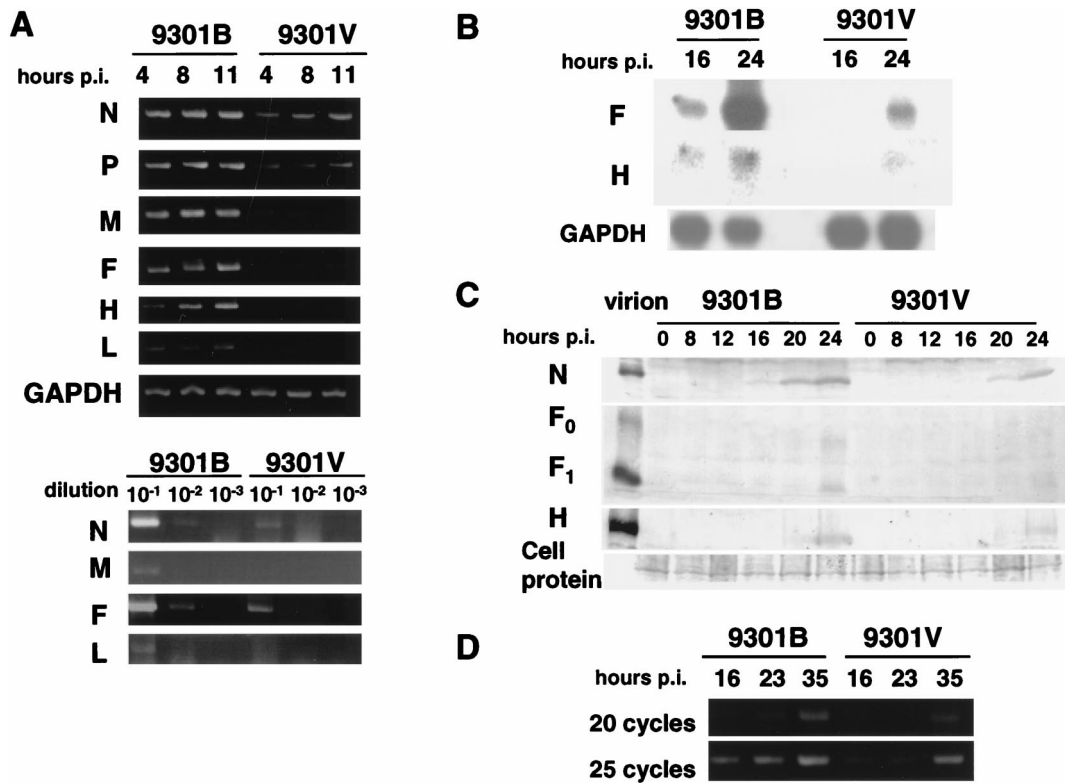 A
9301B 9301V
hours p.i. 4 8 11 4 8 11
N
P
M
F
H
L
GAPDH
9301B 9301V
dilution 10⁻¹ 10⁻² 10⁻³ 10⁻¹ 10⁻² 10⁻³
N
M
F
L
B
9301B 9301V
hours p.i. 16 24 16 24
F
H
GAPDH
C
virion 9301B 9301V
hours p.i. 0 8 12 16 20 24 0 8 12 16 20 24
N
F₀
F₁
H
Cell
protein
D
9301B 9301V
hours p.i. 16 23 35 16 23 35
20 cycles
25 cycles